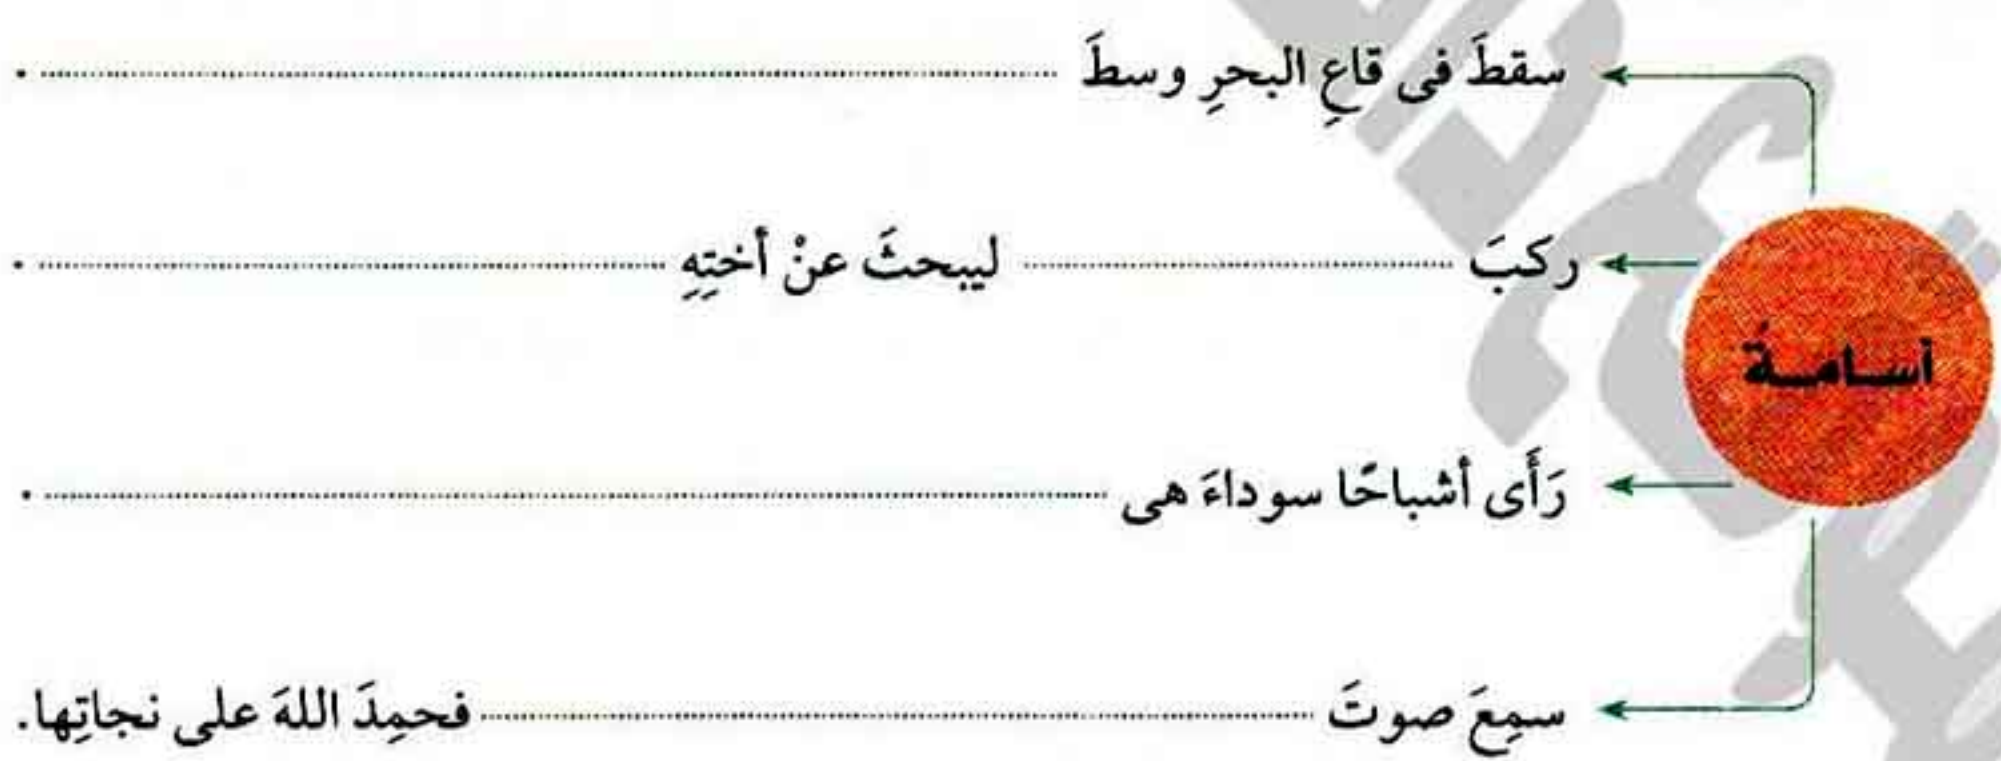 سقطَ فى قاعِ البحرِ وسطَ ........................ .
ركبَ ........................ ليبحثَ عنْ أختِهِ ........................ .
أسامةُ
رَأَى أشباحًا سوداءَ هى ........................ .
سمِعَ صوتَ ........................ فحمِدَ اللهَ على نجاتِها.